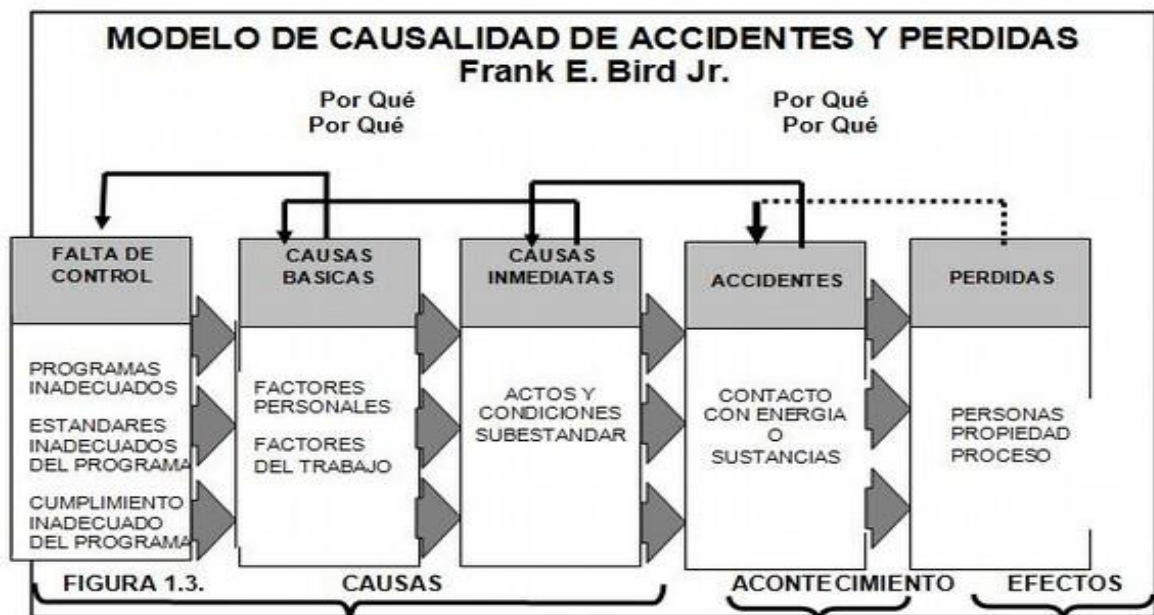 MODELO DE CAUSALIDAD DE ACCIDENTES Y PERDIDAS
Frank E. Bird Jr.
Por Qué
Por Qué
Por Qué
Por Qué
FALTA DE
CONTROL
PROGRAMAS
INADECUADOS
ESTANDARES
INADECUADOS
DEL PROGRAMA
CUMPLIMIENTO
INADECUADO
DEL PROGRAMA
CAUSAS
BASICAS
FACTORES
PERSONALES
FACTORES
DEL TRABAJO
CAUSAS
INMEDIATAS
ACTOS Y
CONDICIONES
SUBESTANDAR
ACCIDENTES
CONTACTO
CON ENERGIA
O
SUSTANCIAS
PERDIDAS
PERSONAS
PROPIEDAD
PROCESO
FIGURA 1.3.
CAUSAS
ACONTECIMIENTO
EFECTOS